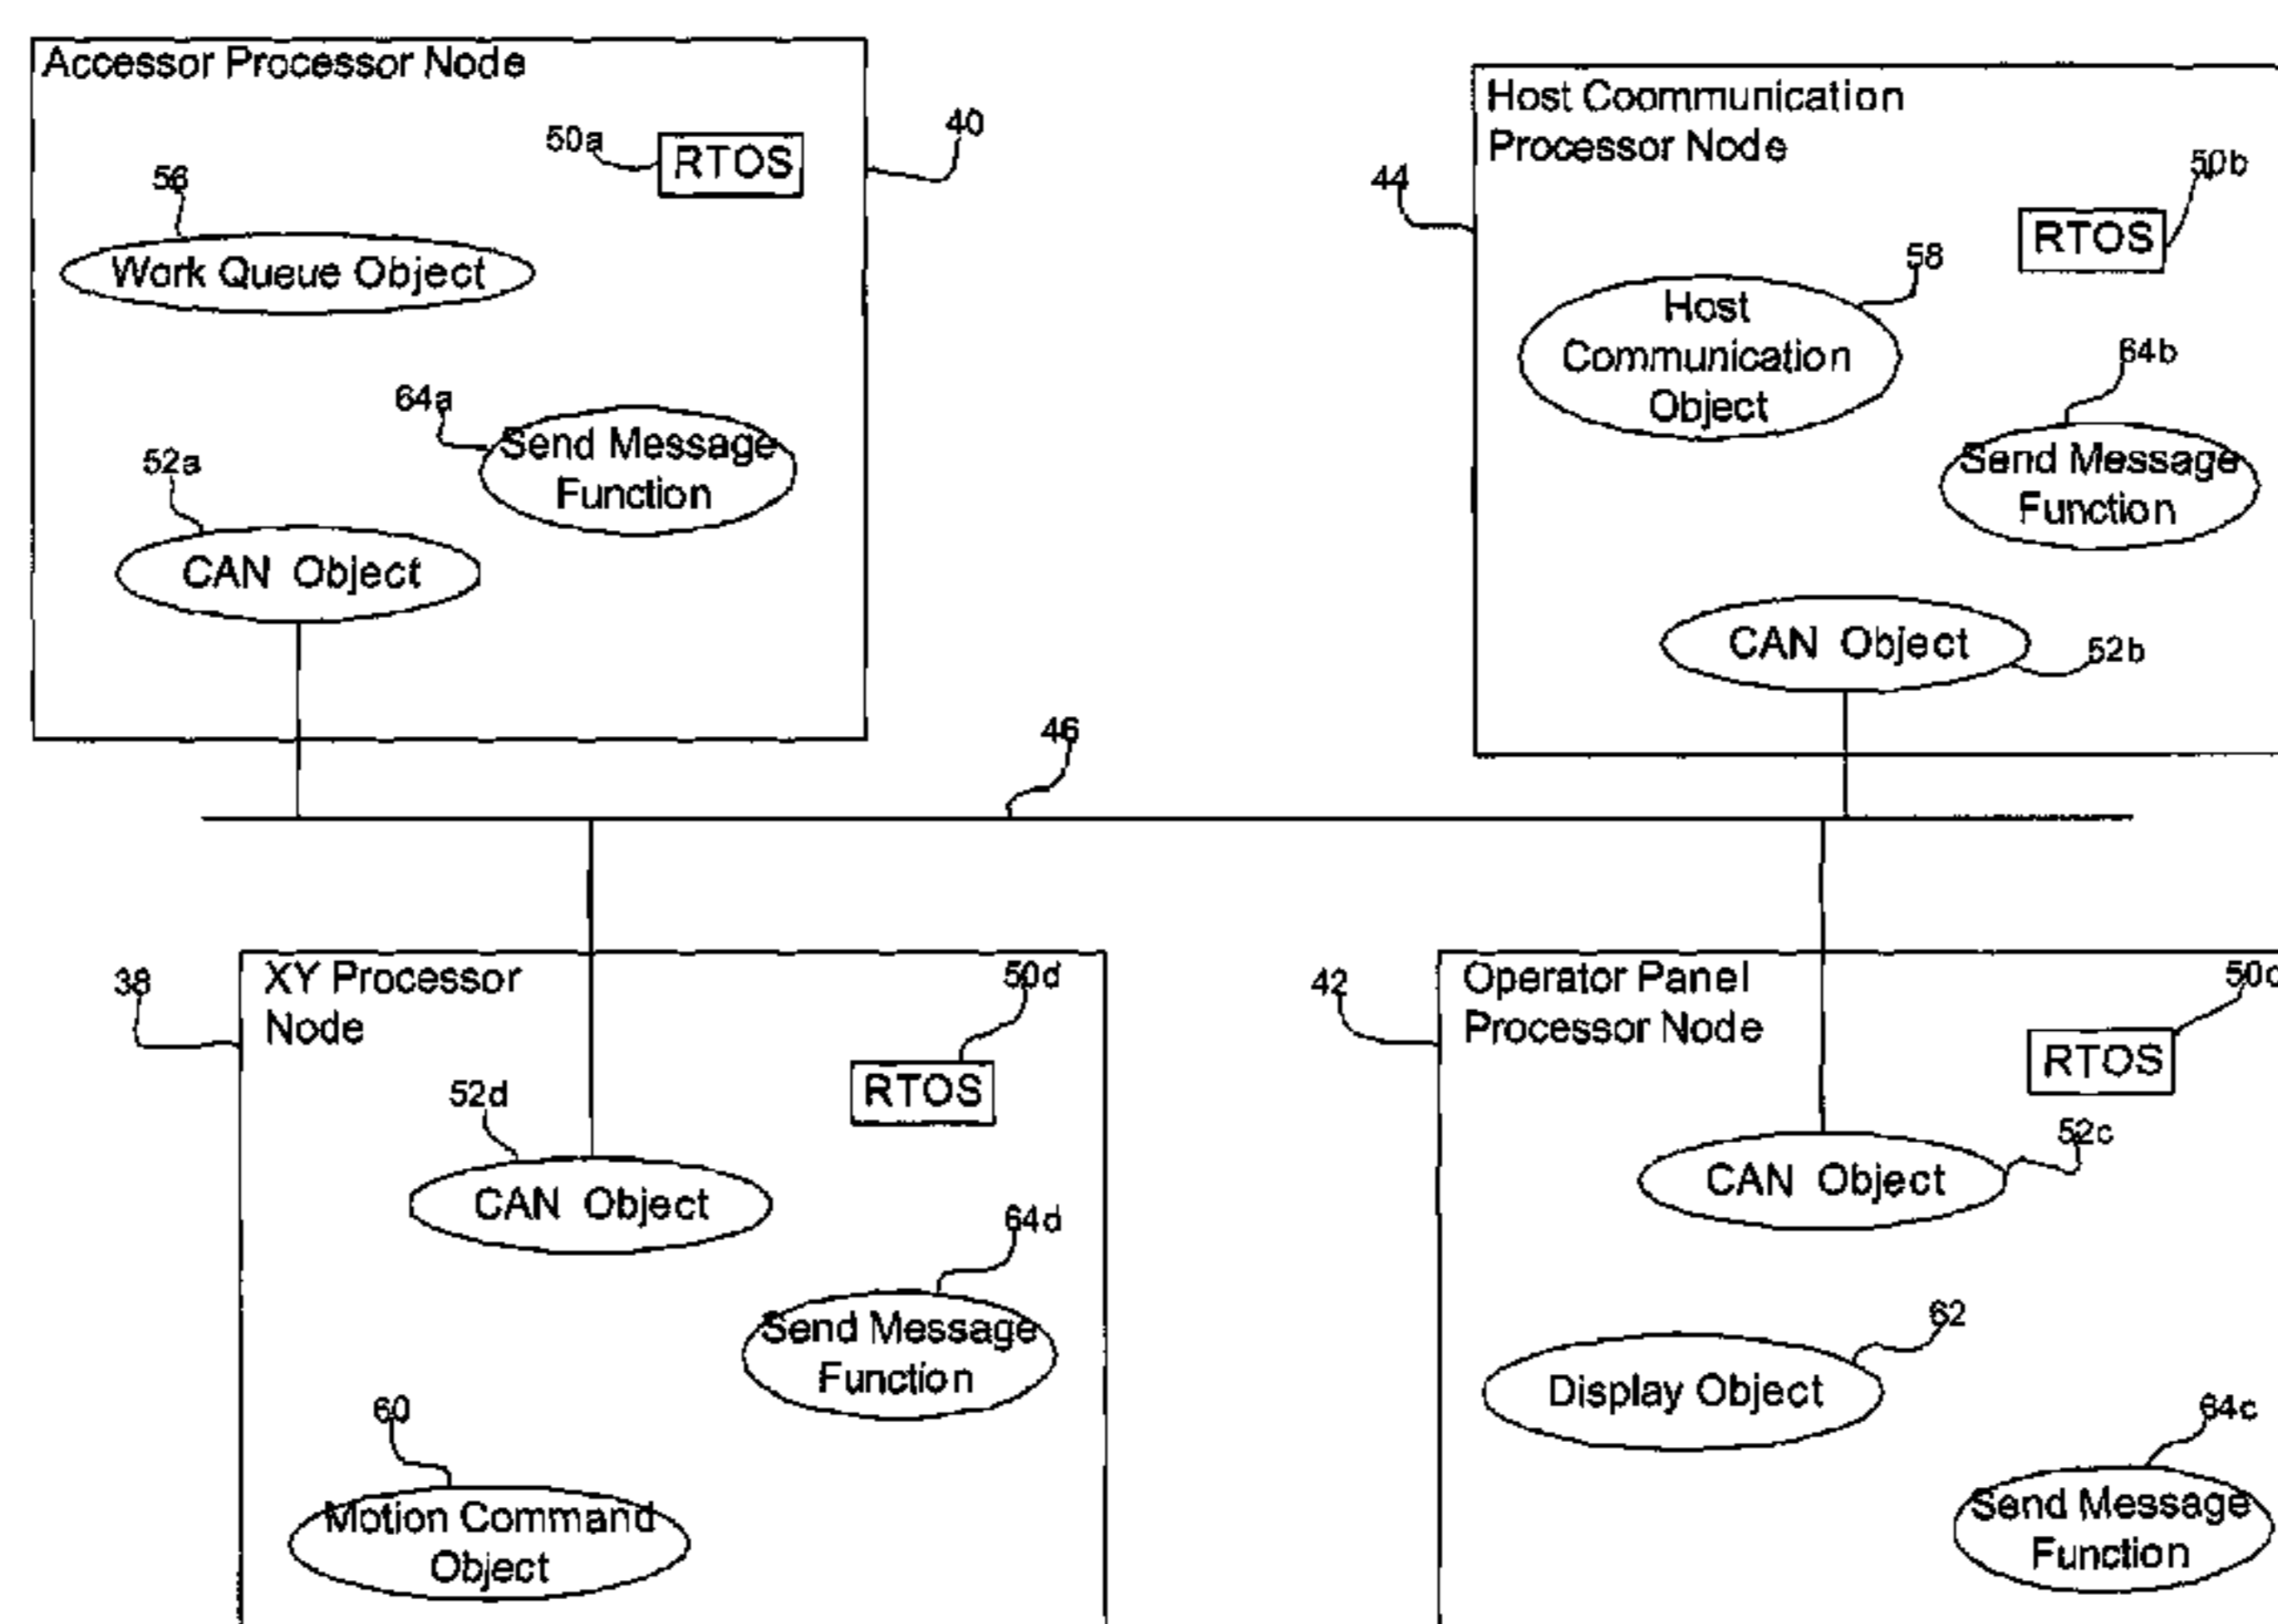 Accessor Processor Node
50a
RTOS
40
56
Work Queue Object
64a
Send Message
Function
52a
CAN Object
Host Coommunication
Processor Node
44
50b
RTOS
58
Host
Communication
Object
64b
Send Message
Function
CAN Object
52b
46
38
XY Processor
Node
50d
RTOS
52d
CAN Object
64d
Send Message
Function
60
Motion Command
Object
42
Operator Panel
Processor Node
50c
RTOS
52c
CAN Object
62
Display Object
64c
Send Message
Function